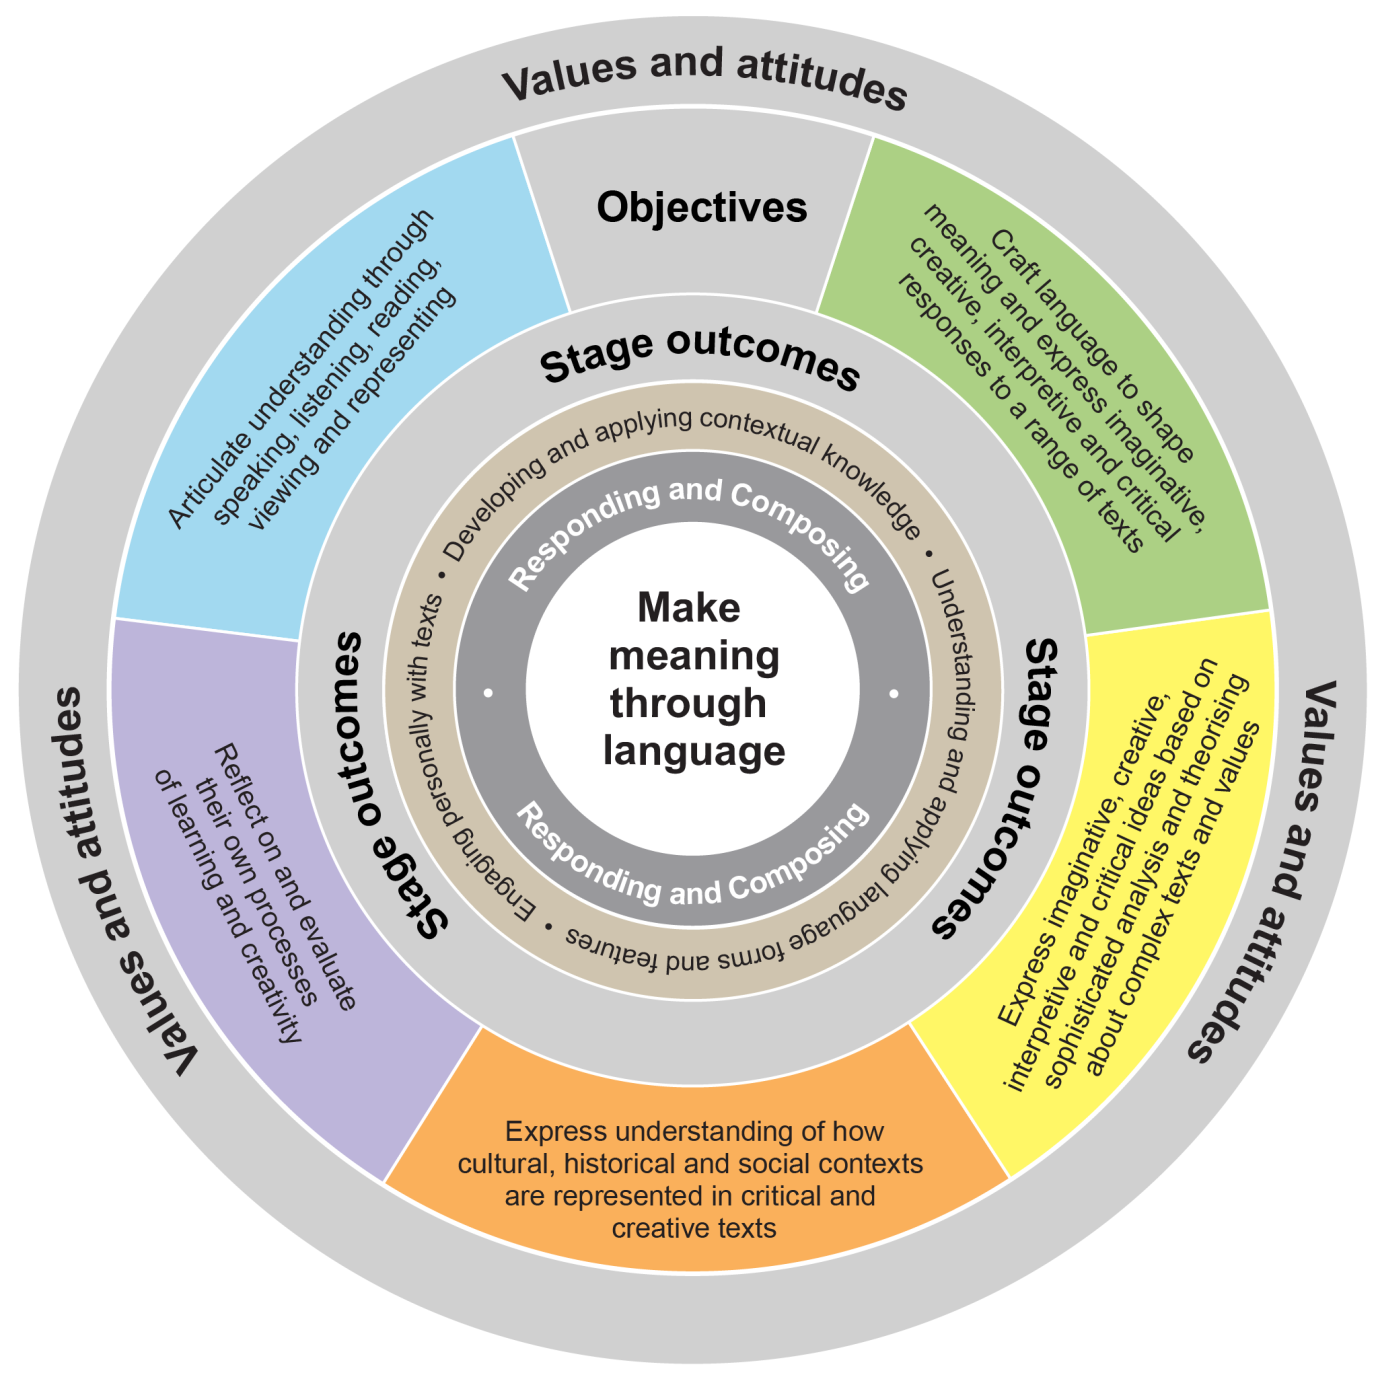 Values and attitudes
Objectives
Craft language to shape
meaning and express imaginative,
creative, interpretive and critical
responses to a range of texts
Express imaginative, creative,
interpretive and critical ideas based on
sophisticated analysis and theorising
about complex texts and values
Express understanding of how
cultural, historical and social contexts
are represented in critical and
creative texts
Reflect on and evaluate
their own processes
of learning and creativity
Articulate understanding through
speaking, listening, reading,
viewing and representing
Values and attitudes
Values and attitudes
Stage outcomes
Stage outcomes
Stage outcomes
• Developing and applying contextual knowledge • Understanding and applying language forms and features • Engaging personally with texts
Responding and Composing •
Responding and Composing •
Make
meaning
through
language